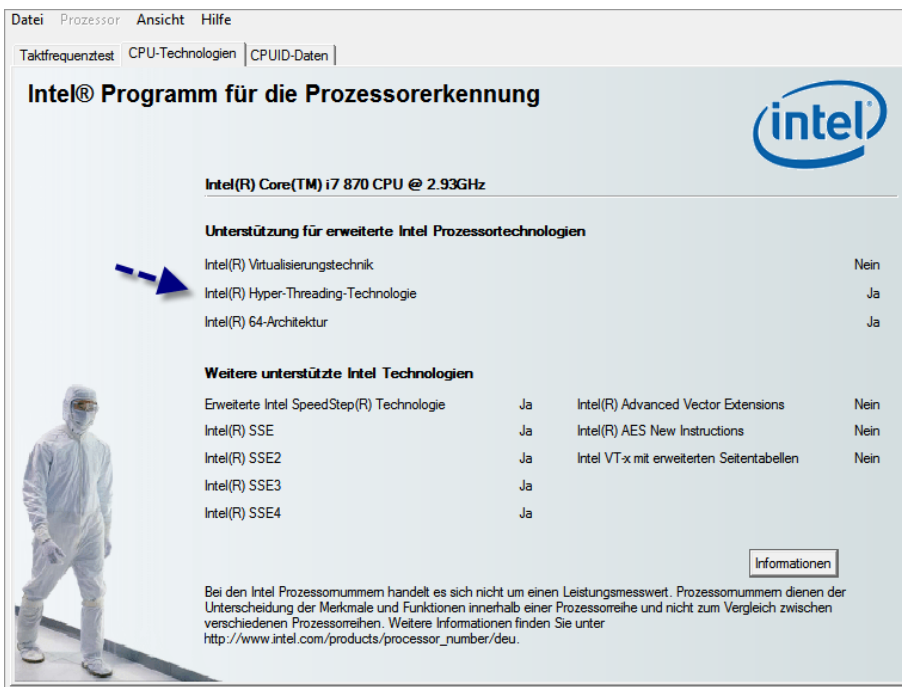 Datei Prozessor Ansicht Hilfe
Taktfrequenztest CPU-Technologien CPUID-Daten
Intel® Programm für die Prozessorerkennung
intel
Intel(R) Core(TM) i7 870 CPU @ 2.93GHz
Unterstützung für erweiterte Intel Prozessortechnologien
Intel(R) Virtualisierungstechnik Nein
Intel(R) Hyper-Threading-Technologie Ja
Intel(R) 64-Architektur Ja
Weitere unterstützte Intel Technologien
Erweiterte Intel SpeedStep(R) Technologie Ja Intel(R) Advanced Vector Extensions Nein
Intel(R) SSE Ja Intel(R) AES New Instructions Nein
Intel(R) SSE2 Ja Intel VT-x mit erweiterten Seitentabellen Nein
Intel(R) SSE3 Ja
Intel(R) SSE4 Ja
Informationen
Bei den Intel Prozessornummern handelt es sich nicht um einen Leistungsmesswert. Prozessornummern dienen der
Unterscheidung der Merkmale und Funktionen innerhalb einer Prozessorreihe und nicht zum Vergleich zwischen
verschiedenen Prozessorreihen. Weitere Informationen finden Sie unter
http://www.intel.com/products/processor_number/deu.